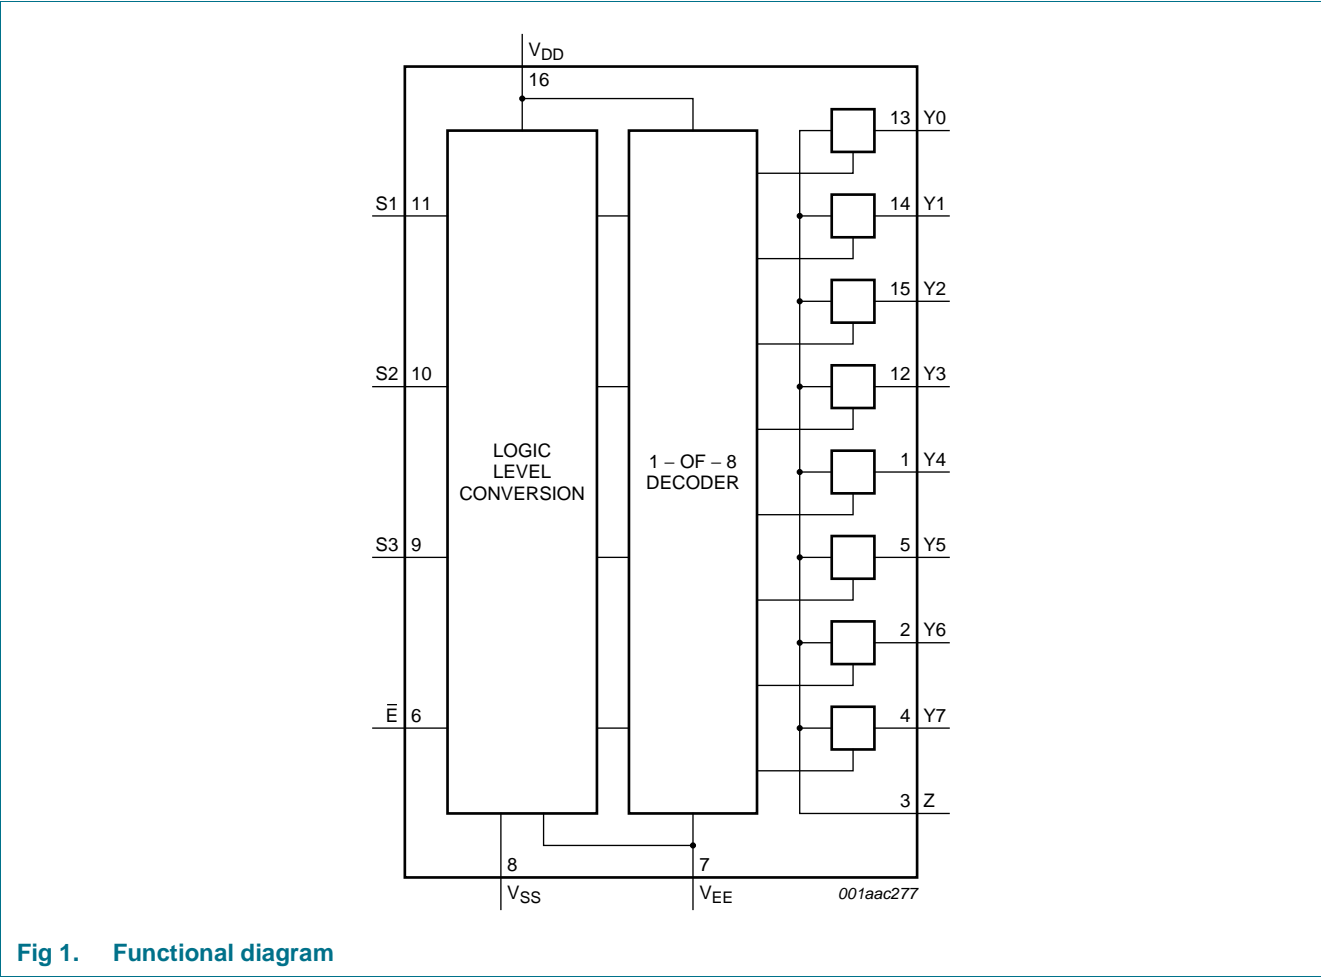 VDD
16
13 Y0
S1 11
14 Y1
15 Y2
S2 10
12 Y3
LOGIC
LEVEL
CONVERSION
1 – OF – 8
DECODER
1 Y4
S3 9
5 Y5
2 Y6
E̅ 6
4 Y7
3 Z
8
7
VSS
VEE
001aac277
Fig 1. Functional diagram